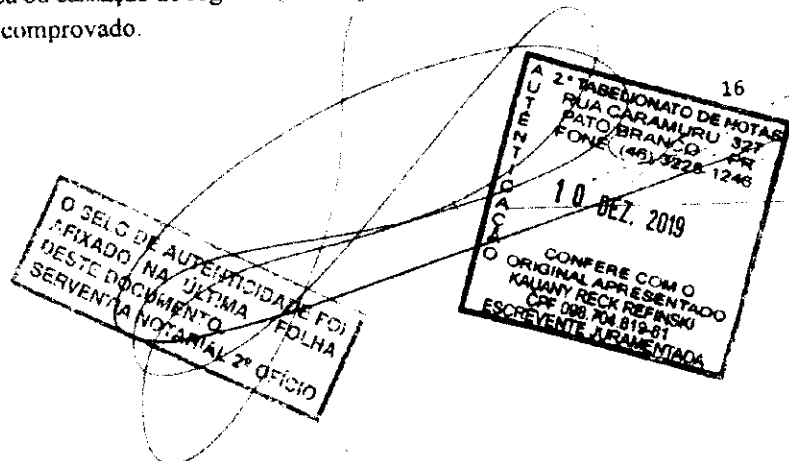 comprovado.
16
AUTENTICAÇÃO
2º TABELIONATO DE NOTAS
RUA CARAMURU 327
PATO BRANCO - PR
FONE (46) 3225 1246
10 DEZ. 2019
CONFERE COM O
ORIGINAL APRESENTADO
KAUANY RECK REFINSKI
CPF 098.704.819-61
ESCREVENTE JURAMENTADA
O SELO DE AUTENTICIDADE FOI
AFIXADO NA ÚLTIMA FOLHA
DESTE DOCUMENTO
SERVENTIA NOTARIAL 2º OFÍCIO